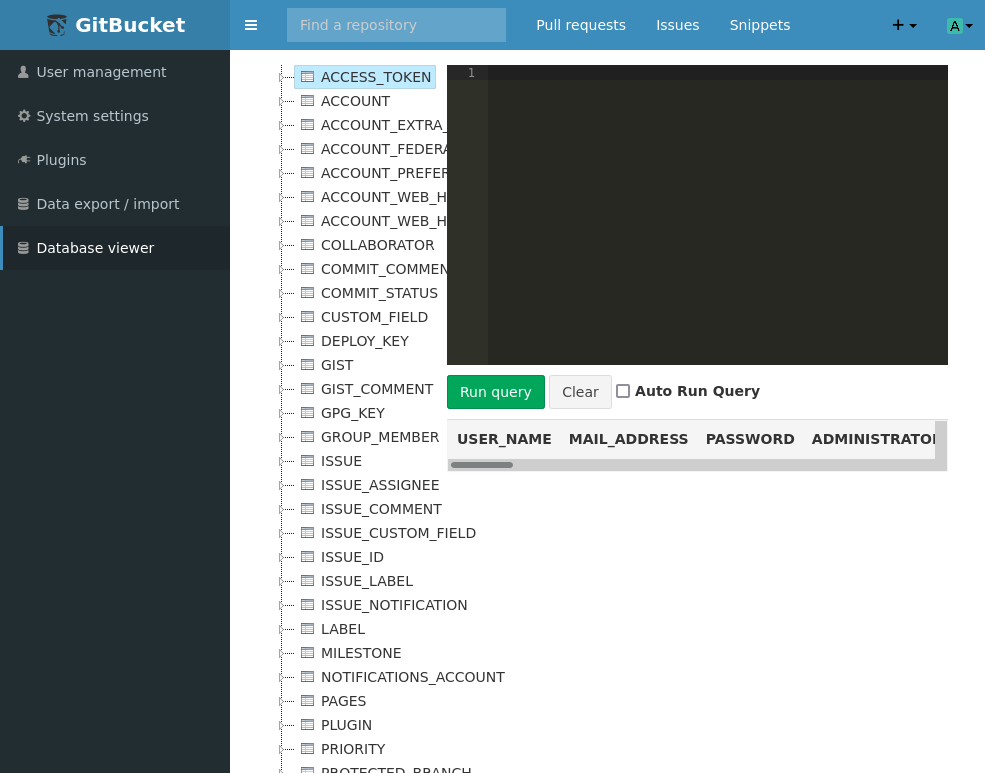 GitBucket
Find a repository
Pull requests
Issues
Snippets
A
User management
System settings
Plugins
Data export / import
Database viewer
ACCESS_TOKEN
ACCOUNT
ACCOUNT_EXTRA_
ACCOUNT_FEDERA
ACCOUNT_PREFER
ACCOUNT_WEB_H
ACCOUNT_WEB_H
COLLABORATOR
COMMIT_COMMEN
COMMIT_STATUS
CUSTOM_FIELD
DEPLOY_KEY
GIST
GIST_COMMENT
GPG_KEY
GROUP_MEMBER
ISSUE
ISSUE_ASSIGNEE
ISSUE_COMMENT
ISSUE_CUSTOM_FIELD
ISSUE_ID
ISSUE_LABEL
ISSUE_NOTIFICATION
LABEL
MILESTONE
NOTIFICATIONS_ACCOUNT
PAGES
PLUGIN
PRIORITY
PROTECTED_BRANCH
1
Run query
Clear
Auto Run Query
USER_NAME MAIL_ADDRESS PASSWORD ADMINISTRATOR